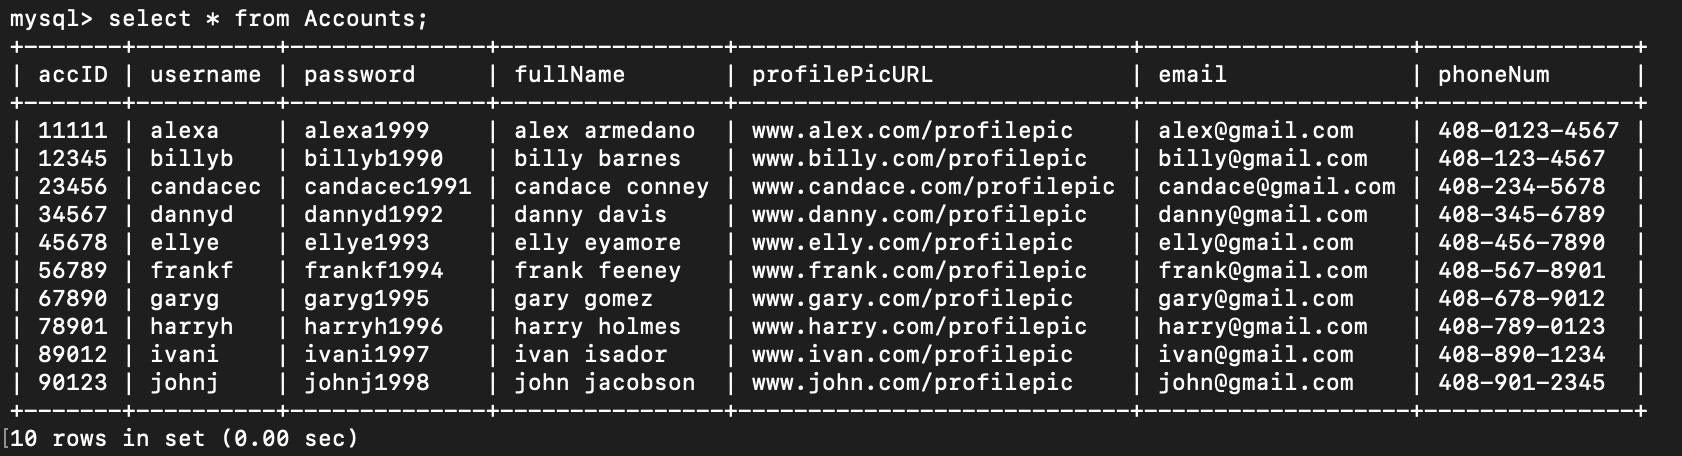 mysql> select * from Accounts;
+-------+----------+--------------+----------------+----------------------------+-------------------+---------------+
| accID | username | password     | fullName       | profilePicURL              | email             | phoneNum      |
+-------+----------+--------------+----------------+----------------------------+-------------------+---------------+
| 11111 | alexa    | alexa1999    | alex armedano  | www.alex.com/profilepic    | alex@gmail.com    | 408-0123-4567 |
| 12345 | billyb   | billyb1990   | billy barnes   | www.billy.com/profilepic   | billy@gmail.com   | 408-123-4567  |
| 23456 | candacec | candacec1991 | candace conney | www.candace.com/profilepic | candace@gmail.com | 408-234-5678  |
| 34567 | dannyd   | dannyd1992   | danny davis    | www.danny.com/profilepic   | danny@gmail.com   | 408-345-6789  |
| 45678 | ellye    | ellye1993    | elly eyamore   | www.elly.com/profilepic    | elly@gmail.com    | 408-456-7890  |
| 56789 | frankf   | frankf1994   | frank feeney   | www.frank.com/profilepic   | frank@gmail.com   | 408-567-8901  |
| 67890 | garyg    | garyg1995    | gary gomez     | www.gary.com/profilepic    | gary@gmail.com    | 408-678-9012  |
| 78901 | harryh   | harryh1996   | harry holmes   | www.harry.com/profilepic   | harry@gmail.com   | 408-789-0123  |
| 89012 | ivani    | ivani1997    | ivan isador    | www.ivan.com/profilepic    | ivan@gmail.com    | 408-890-1234  |
| 90123 | johnj    | johnj1998    | john jacobson  | www.john.com/profilepic    | john@gmail.com    | 408-901-2345  |
+-------+----------+--------------+----------------+----------------------------+-------------------+---------------+
[10 rows in set (0.00 sec)